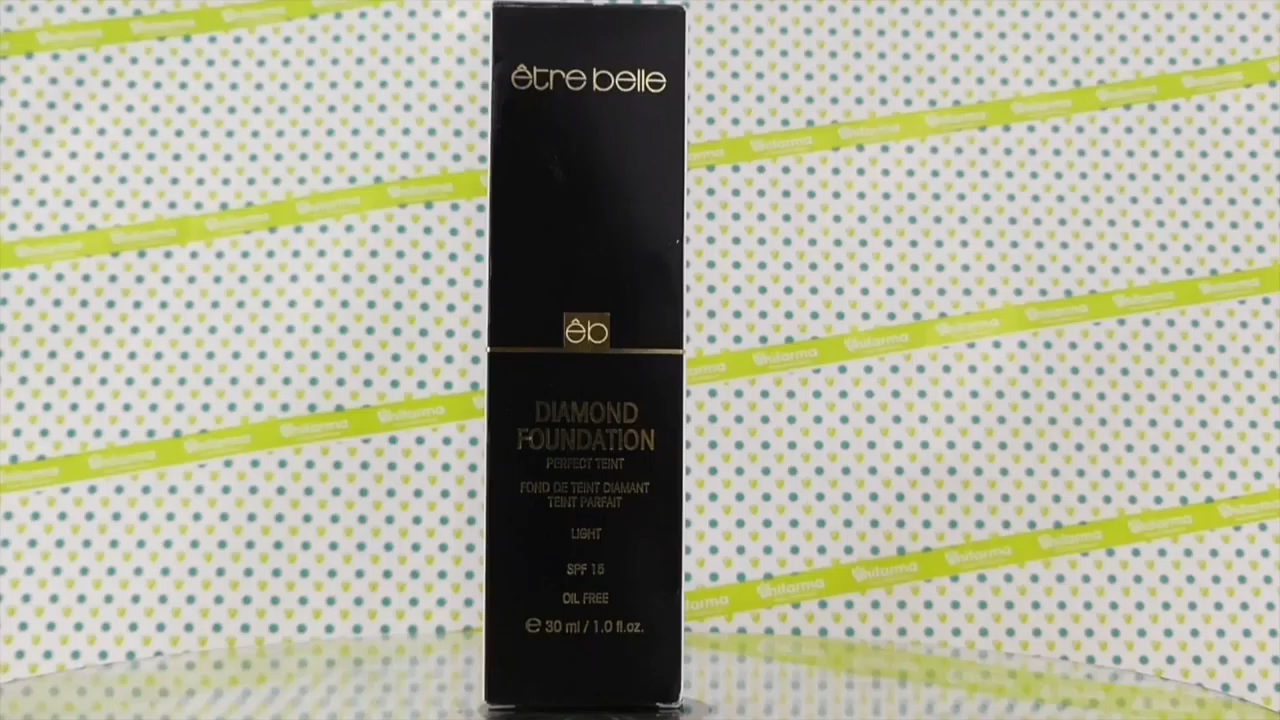 être belle
êb
DIAMOND
FOUNDATION
PERFECT TEINT
FOND DE TEINT DIAMANT
TEINT PARFAIT
LIGHT
SPF 15
OIL FREE
℮ 30 ml / 1.0 fl.oz.